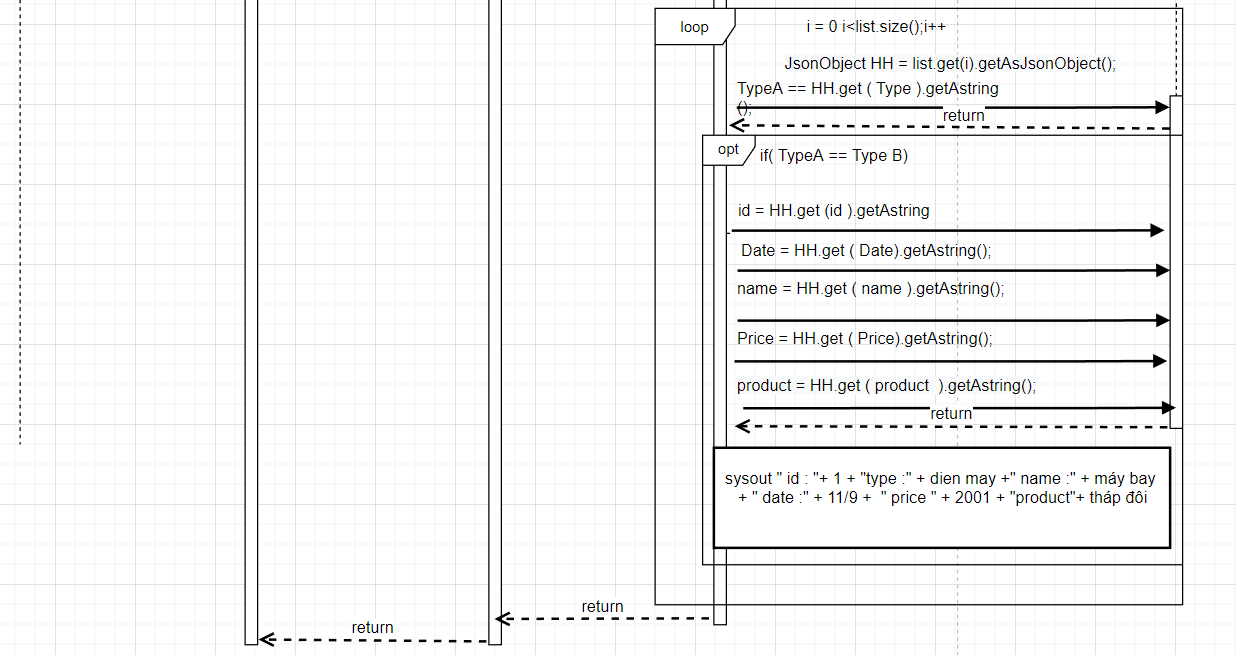 loop
i = 0 i<list.size();i++
JsonObject HH = list.get(i).getAsJsonObject();
TypeA == HH.get ( Type ).getAstring
();
return
opt
if( TypeA == Type B)
id = HH.get (id ).getAstring
Date = HH.get ( Date).getAstring();
name = HH.get ( name ).getAstring();
Price = HH.get ( Price).getAstring();
product = HH.get ( product  ).getAstring();
return
sysout " id : "+ 1 + "type :" + dien may +" name :" + máy bay
+ " date :" + 11/9 +  " price " + 2001 + "product"+ tháp đôi
return
return